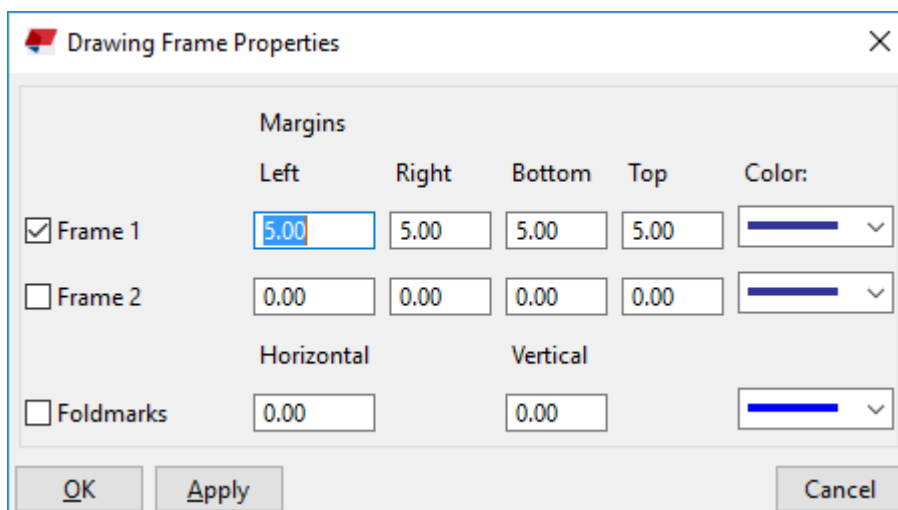 Drawing Frame Properties
Margins
Left Right Bottom Top Color:
Frame 1 5.00 5.00 5.00 5.00
Frame 2 0.00 0.00 0.00 0.00
Horizontal Vertical
Foldmarks 0.00 0.00
OK Apply Cancel